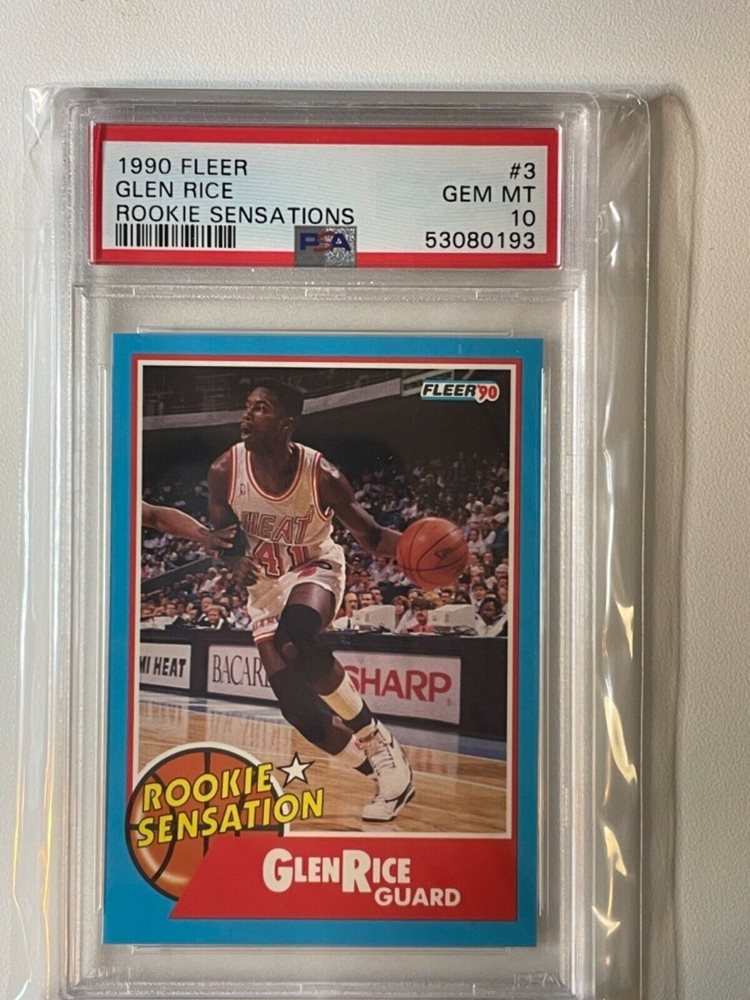 1990 FLEER #3
GLEN RICE GEM MT
ROOKIE SENSATIONS 10
PSA 53080193
FLEER'90
HEAT
41
MI HEAT
BACAR
SHARP
ROOKIE
SENSATION
GLEN RICE
GUARD